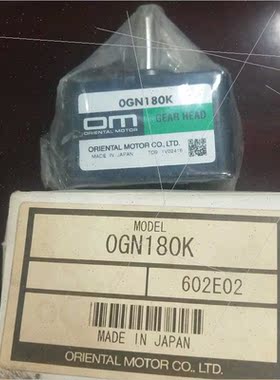 0GN180K
om
ORIENTAL MOTOR
GEAR HEAD
ORIENTAL MOTOR CO., LTD.
MADE IN JAPAN
MODEL
0GN180K
602E02
MADE IN JAPAN
ORIENTAL MOTOR CO., LTD.